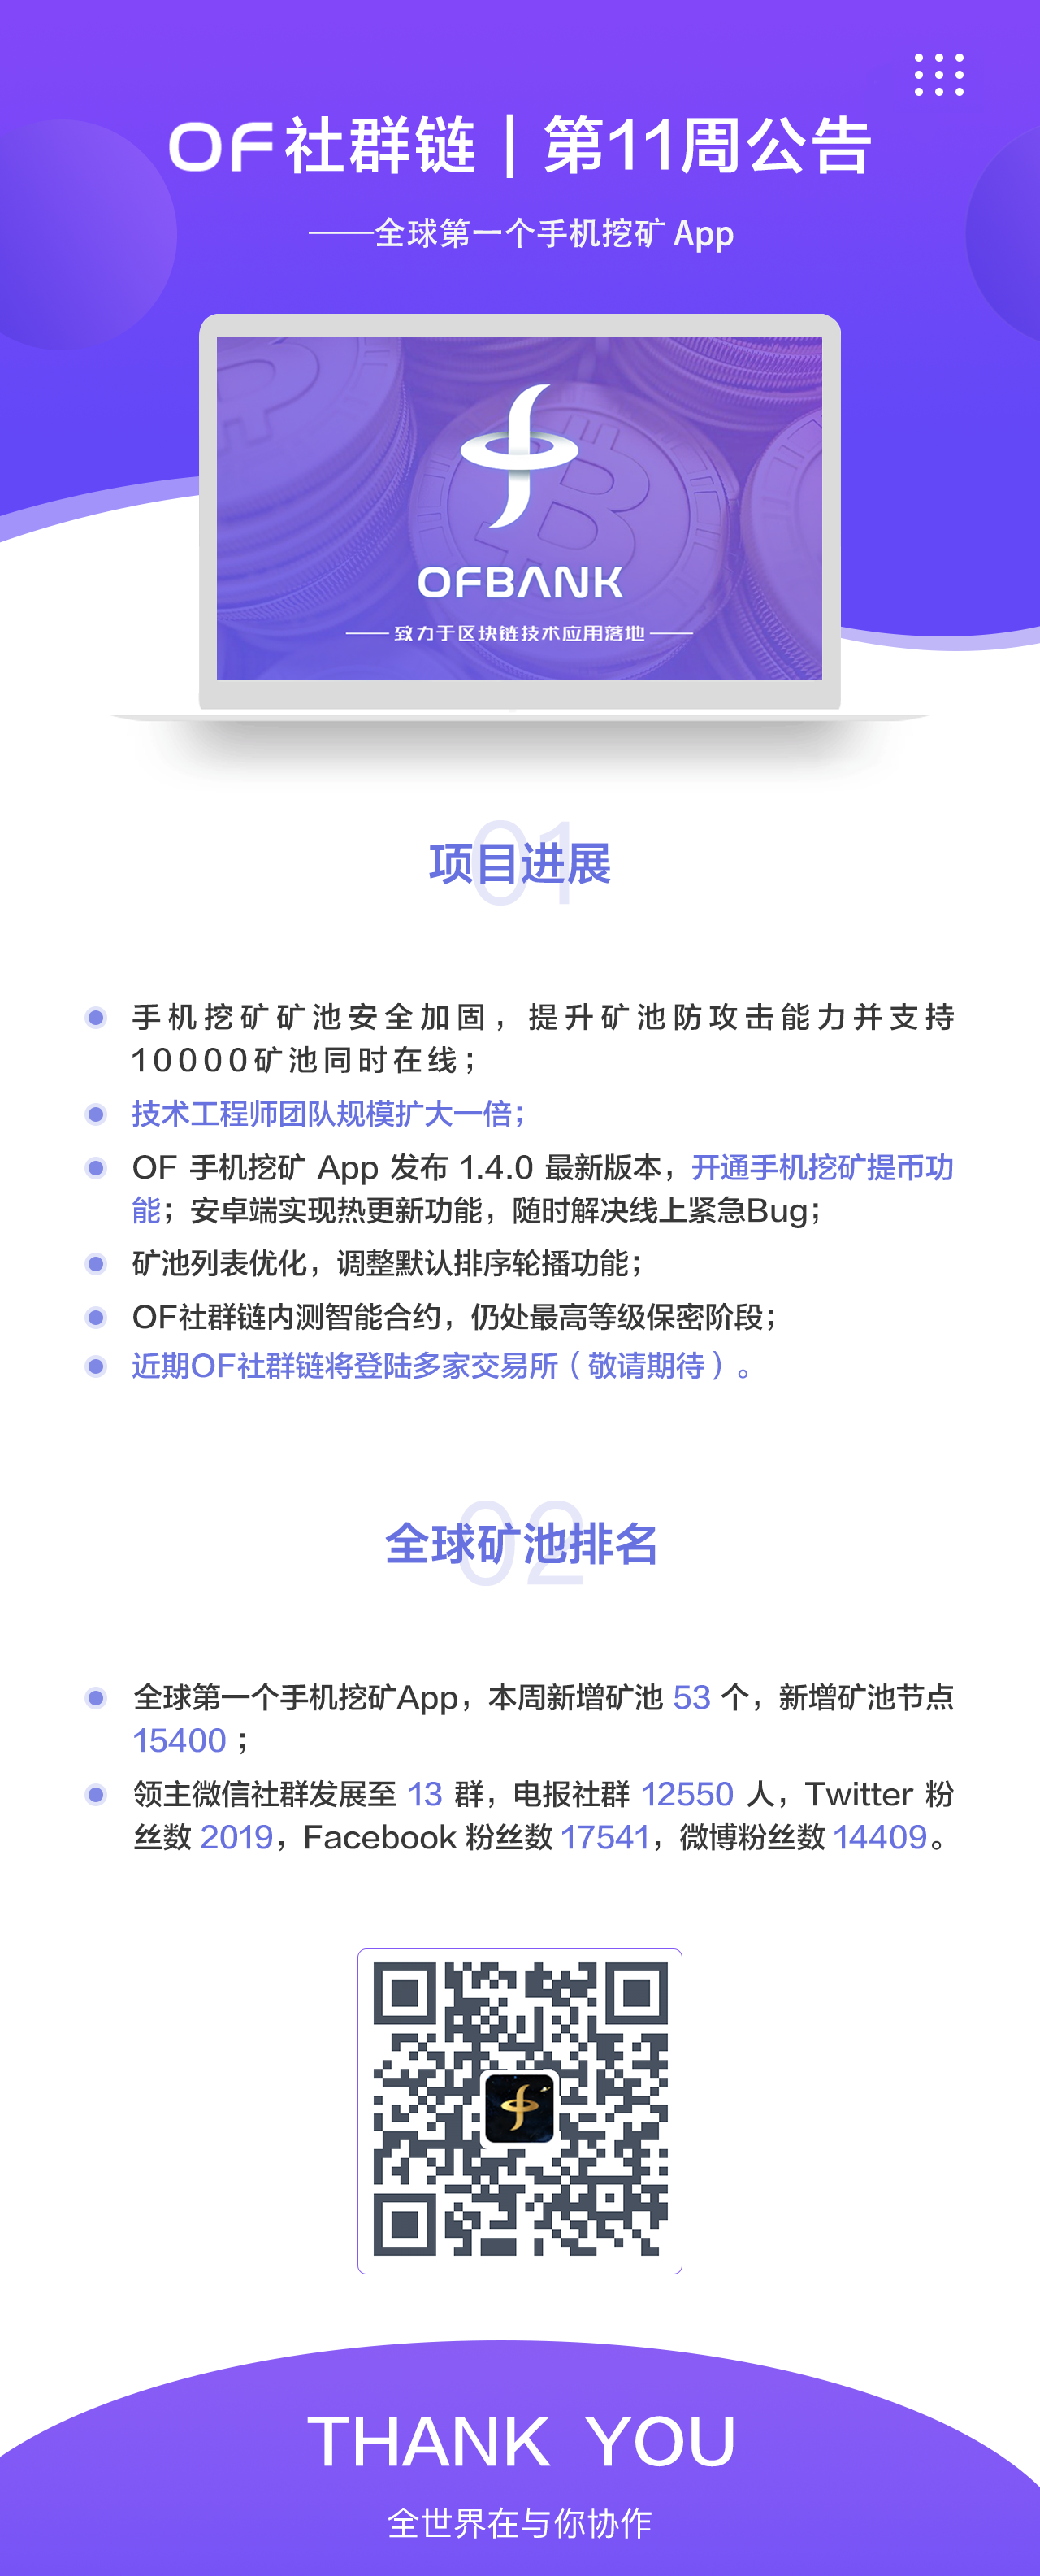 OF社群链｜第11周公告
——全球第一个手机挖矿 App
OFBANK
——致力于区块链技术应用落地——
01
项目进展
手机挖矿矿池安全加固，提升矿池防攻击能力并支持
10000矿池同时在线；
技术工程师团队规模扩大一倍；
OF 手机挖矿 App 发布 1.4.0 最新版本，开通手机挖矿提币功
能；安卓端实现热更新功能，随时解决线上紧急Bug；
矿池列表优化，调整默认排序轮播功能；
OF社群链内测智能合约，仍处最高等级保密阶段；
近期OF社群链将登陆多家交易所（敬请期待）。
02
全球矿池排名
全球第一个手机挖矿App，本周新增矿池 53 个，新增矿池节点
15400；
领主微信社群发展至 13 群，电报社群 12550 人，Twitter 粉
丝数 2019，Facebook 粉丝数 17541，微博粉丝数 14409。
THANK YOU
全世界在与你协作